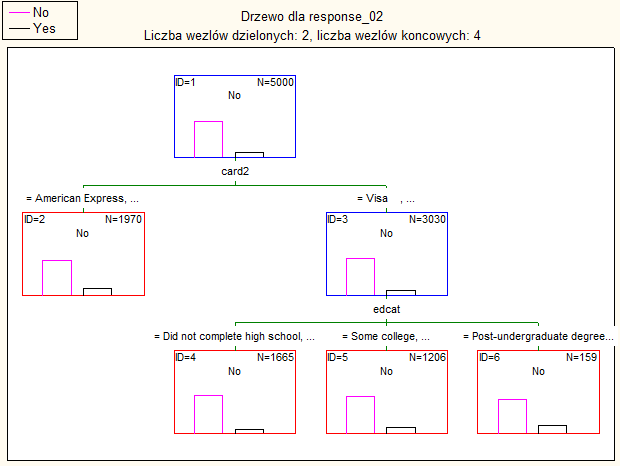 No
Yes
Drzewo dla response_02
Liczba wezlów dzielonych: 2, liczba wezlów koncowych: 4
ID=1 N=5000
No
card2
= American Express, ... = Visa , ...
ID=2 N=1970 ID=3 N=3030
No No
edcat
= Did not complete high school, ... = Some college, ... = Post-undergraduate degree...
ID=4 N=1665 ID=5 N=1206 ID=6 N=159
No No No